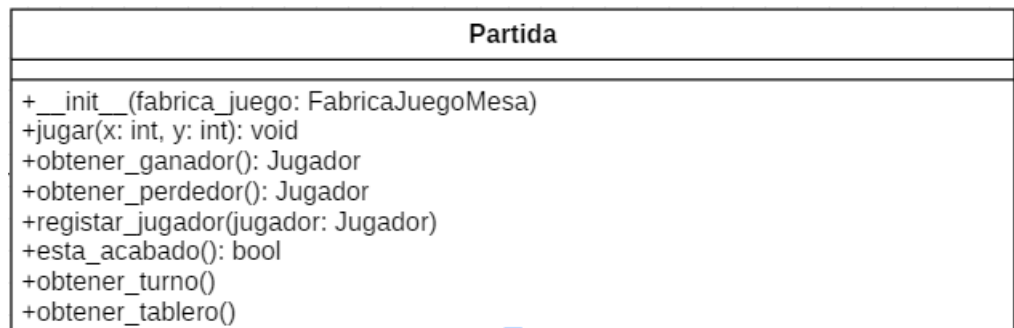 Partida
+__init__(fabrica_juego: FabricaJuegoMesa)
+jugar(x: int, y: int): void
+obtener_ganador(): Jugador
+obtener_perdedor(): Jugador
+registar_jugador(jugador: Jugador)
+esta_acabado(): bool
+obtener_turno()
+obtener_tablero()